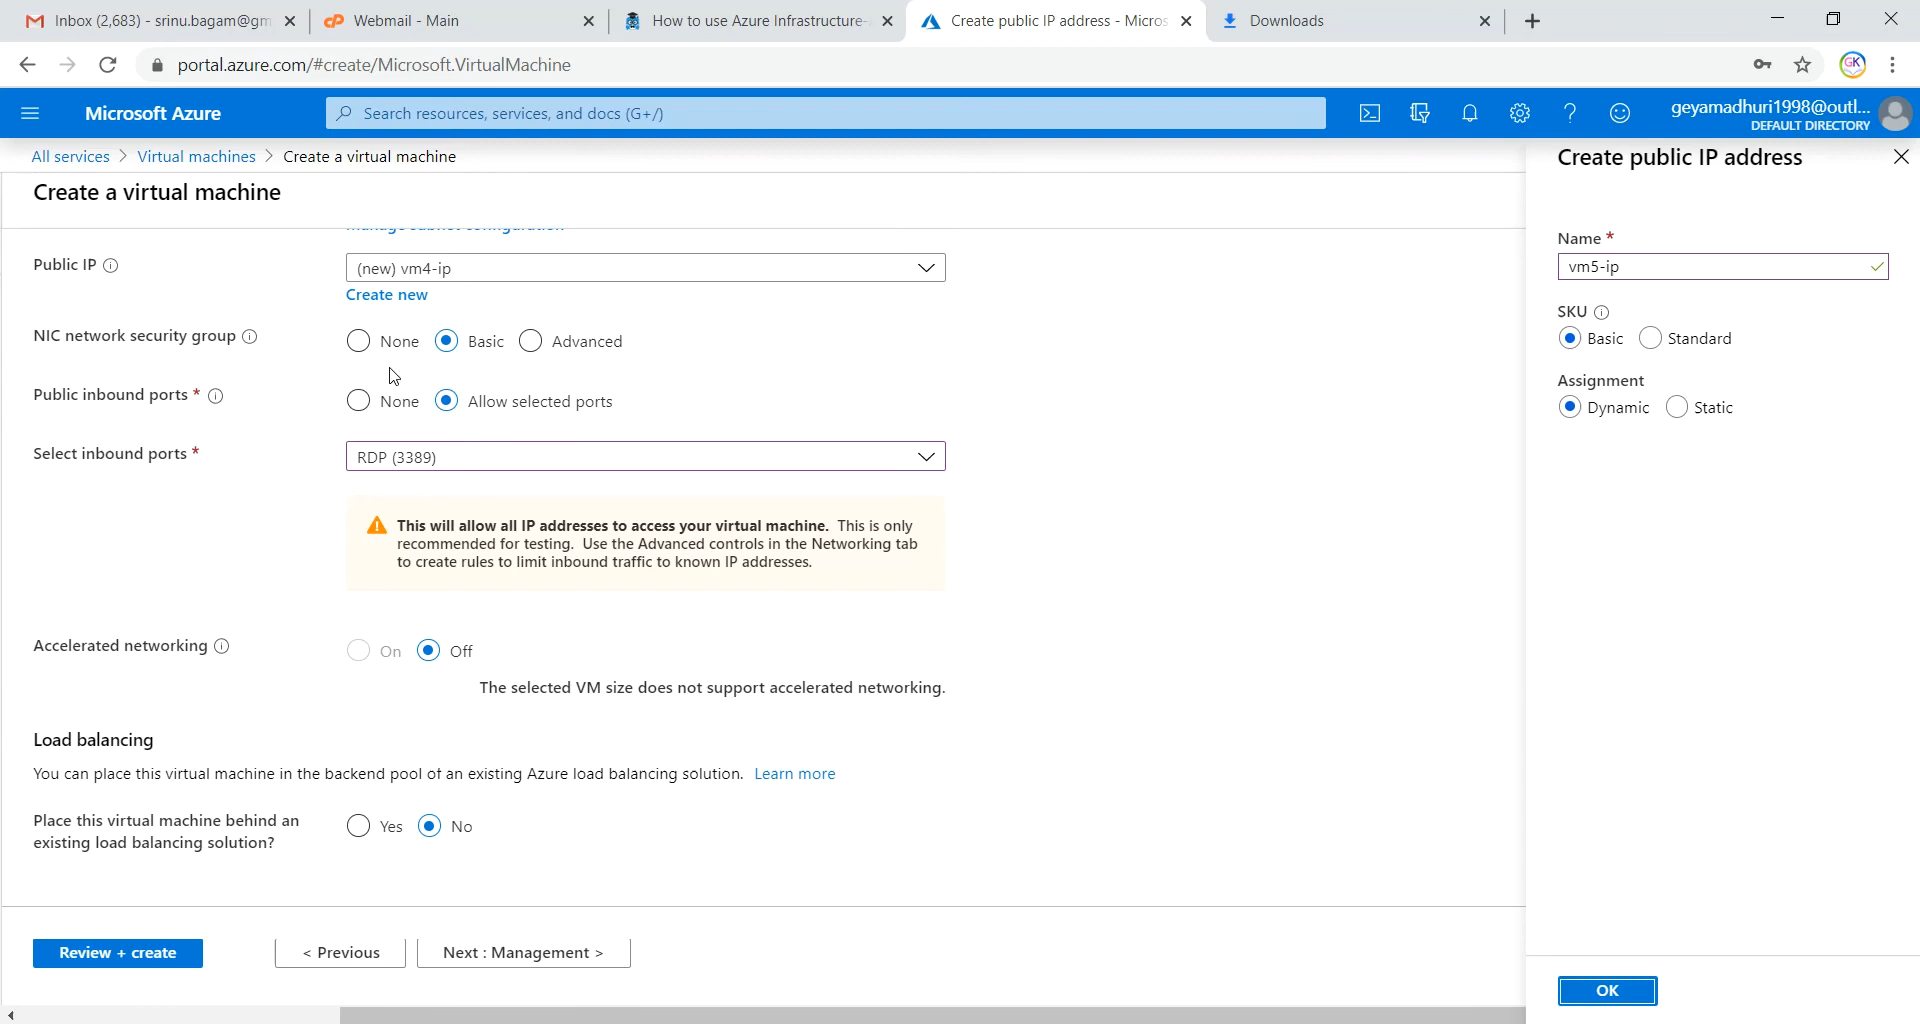 Inbox (2,683) - srinu.bagam@gm
Webmail - Main
How to use Azure Infrastructure-
Create public IP address - Micros
Downloads
portal.azure.com/#create/Microsoft.VirtualMachine
GK
Microsoft Azure
Search resources, services, and docs (G+/)
geyamadhuri1998@outl...
DEFAULT DIRECTORY
All services > Virtual machines > Create a virtual machine
Create a virtual machine
Manage subnet configuration
Public IP
(new) vm4-ip
Create new
NIC network security group
None
Basic
Advanced
Public inbound ports *
None
Allow selected ports
Select inbound ports *
RDP (3389)
This will allow all IP addresses to access your virtual machine. This is only
recommended for testing. Use the Advanced controls in the Networking tab
to create rules to limit inbound traffic to known IP addresses.
Accelerated networking
On
Off
The selected VM size does not support accelerated networking.
Load balancing
You can place this virtual machine in the backend pool of an existing Azure load balancing solution. Learn more
Place this virtual machine behind an
existing load balancing solution?
Yes
No
Review + create
< Previous
Next : Management >
Create public IP address
Name *
vm5-ip
SKU
Basic
Standard
Assignment
Dynamic
Static
OK